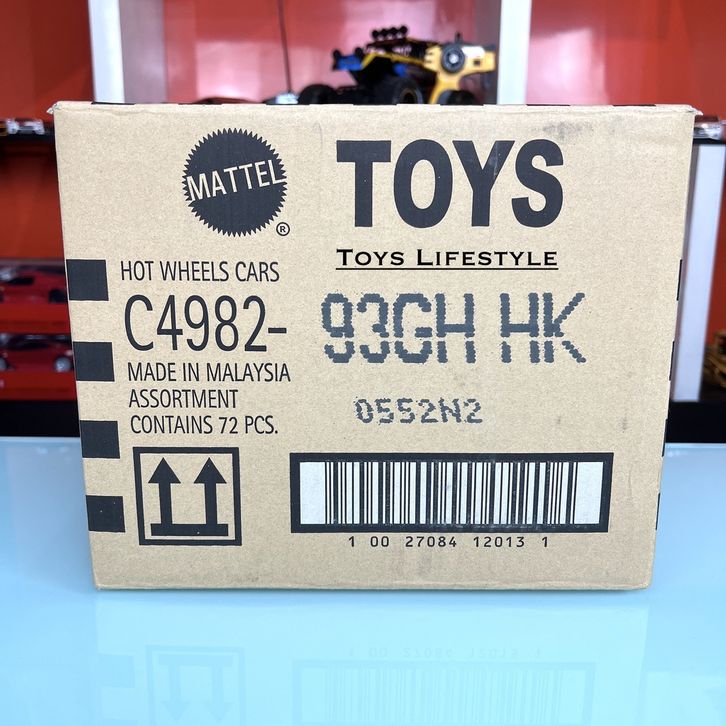 MATTEL
®
TOYS
TOYS LIFESTYLE
HOT WHEELS CARS
C4982- 93GH HK
MADE IN MALAYSIA
ASSORTMENT
CONTAINS 72 PCS.
0552N2
1 00 27084 12013 1